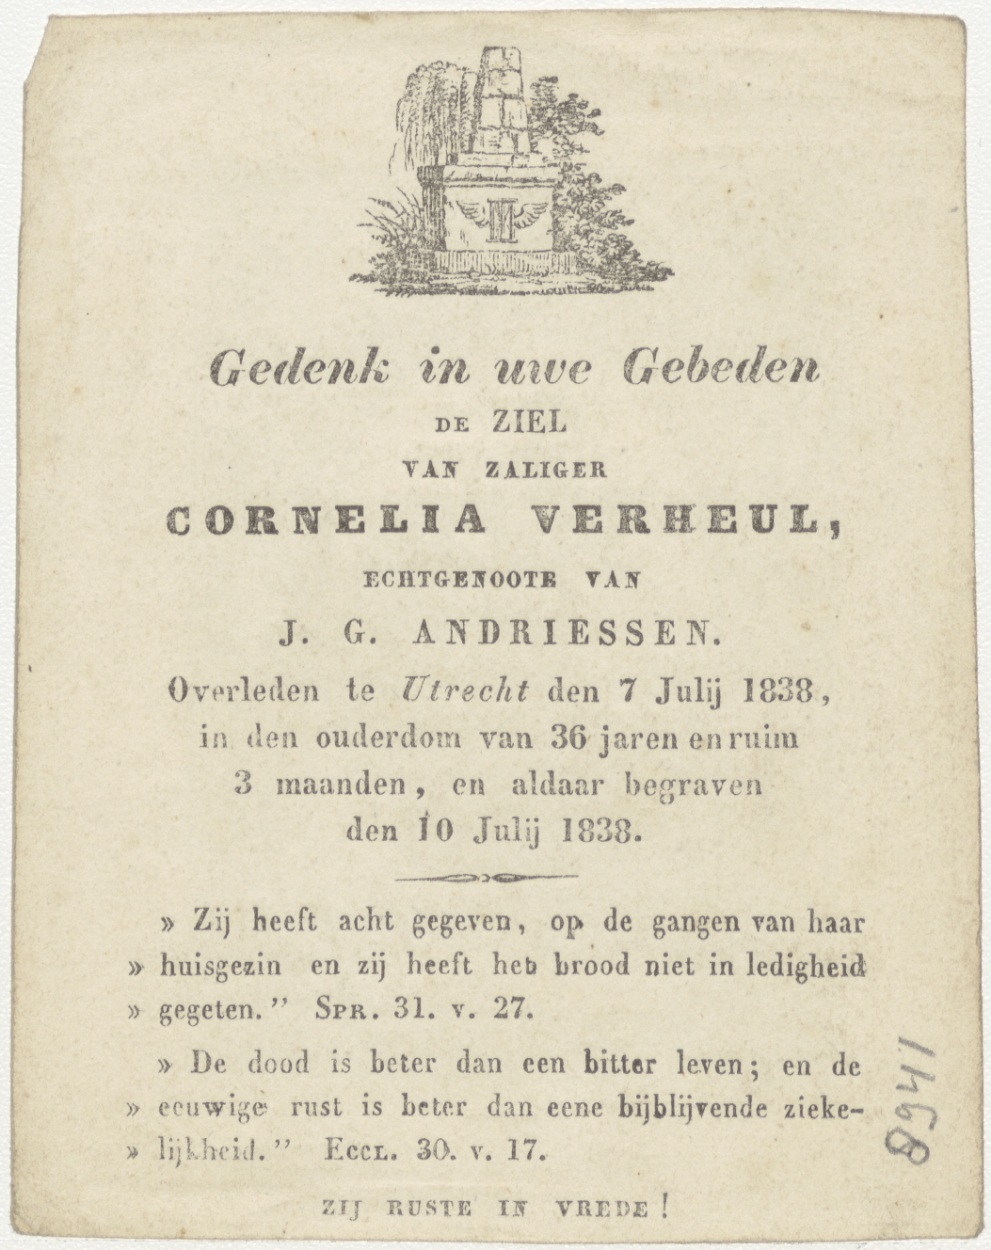 Gedenk in uwe Gebeden
DE ZIEL
VAN ZALIGER
CORNELIA VERHEUL,
ECHTGENOOTE VAN
J. G. ANDRIESSEN.
Overleden te Utrecht den 7 Julij 1838,
in den ouderdom van 36 jaren en ruim
3 maanden, en aldaar begraven
den 10 Julij 1838.
» Zij heeft acht gegeven, op de gangen van haar
» huisgezin en zij heeft heb brood niet in ledigheid
» gegeten.” SPR. 31. v. 27.
» De dood is beter dan een bitter leven; en de
» eeuwige rust is beter dan eene bijblijvende zieke-
» lijkheid.” ECCL. 30. v. 17.
ZIJ RUSTE IN VREDE!
8941